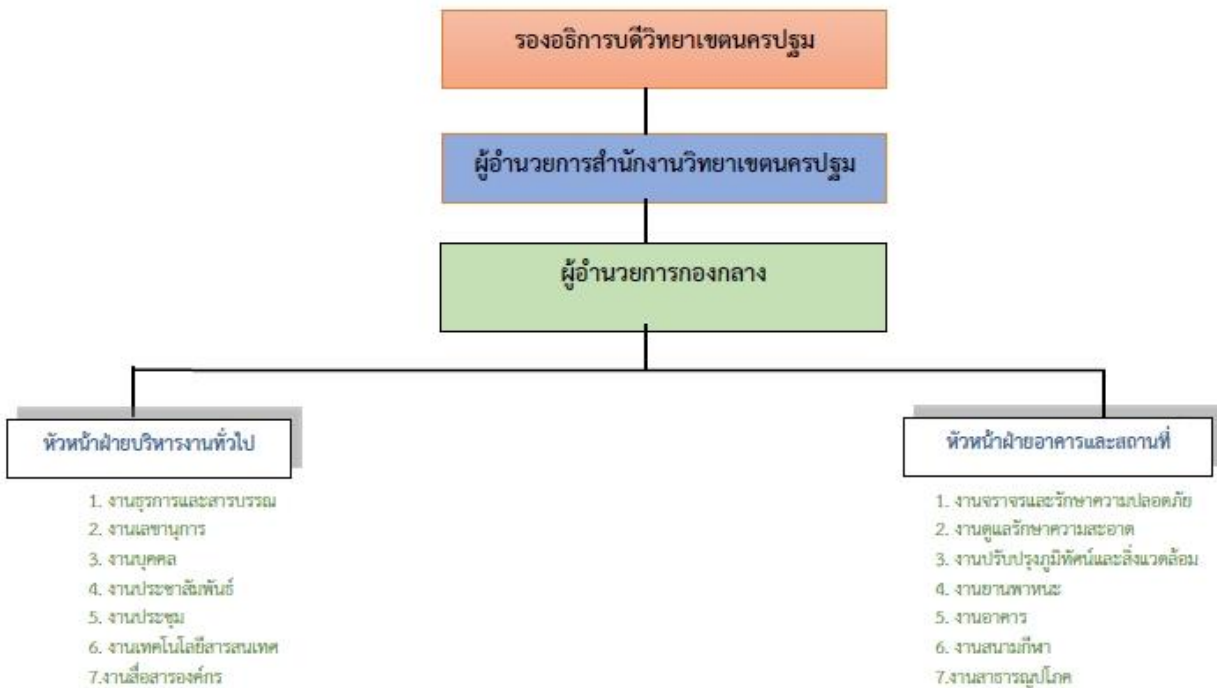 รองอธิการบดีวิทยาเขตนครปฐม
ผู้อำนวยการสำนักงานวิทยาเขตนครปฐม
ผู้อำนวยการกองกลาง
หัวหน้าฝ่ายบริหารงานทั่วไป
1. งานธุรการและสารบรรณ
2. งานเลขานุการ
3. งานบุคคล
4. งานประชาสัมพันธ์
5. งานประชุม
6. งานเทคโนโลยีสารสนเทศ
7.งานสื่อสารองค์กร
หัวหน้าฝ่ายอาคารและสถานที่
1. งานจราจรและรักษาความปลอดภัย
2. งานดูแลรักษาความสะอาด
3. งานปรับปรุงภูมิทัศน์และสิ่งแวดล้อม
4. งานยานพาหนะ
5. งานอาคาร
6. งานสนามกีฬา
7.งานสาธารณูปโภค